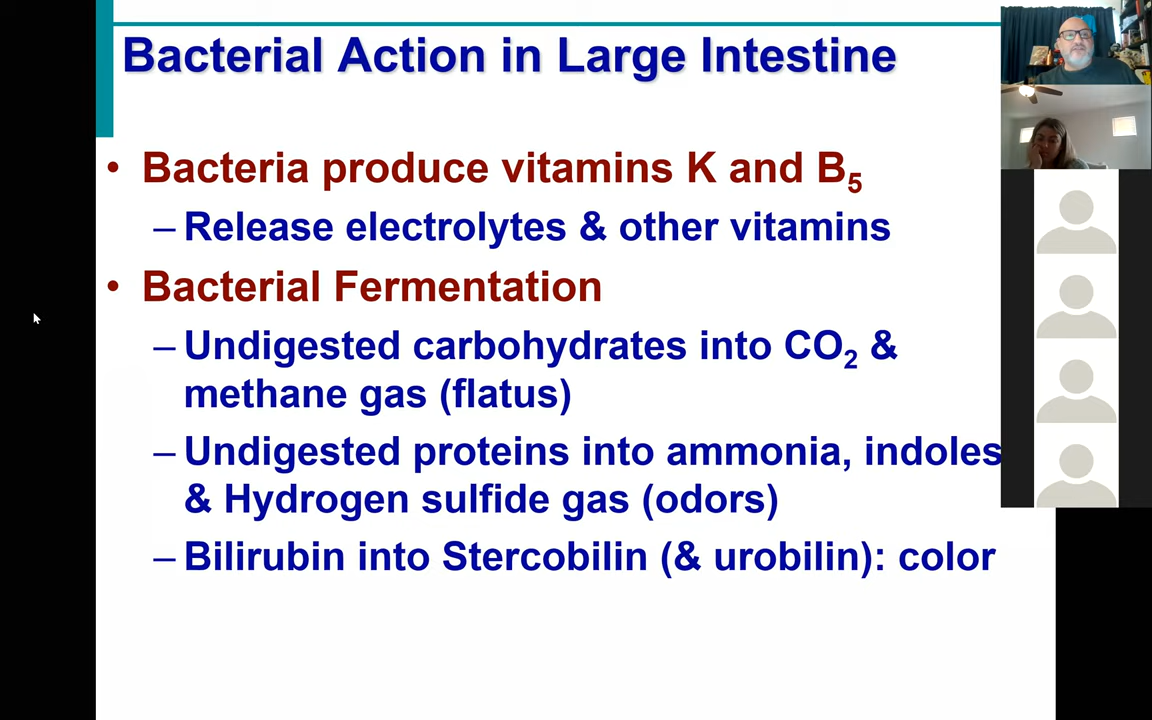 Bacterial Action in Large Intestine
• Bacteria produce vitamins K and B5
– Release electrolytes & other vitamins
• Bacterial Fermentation
– Undigested carbohydrates into CO2 &
methane gas (flatus)
– Undigested proteins into ammonia, indoles
& Hydrogen sulfide gas (odors)
– Bilirubin into Stercobilin (& urobilin): color